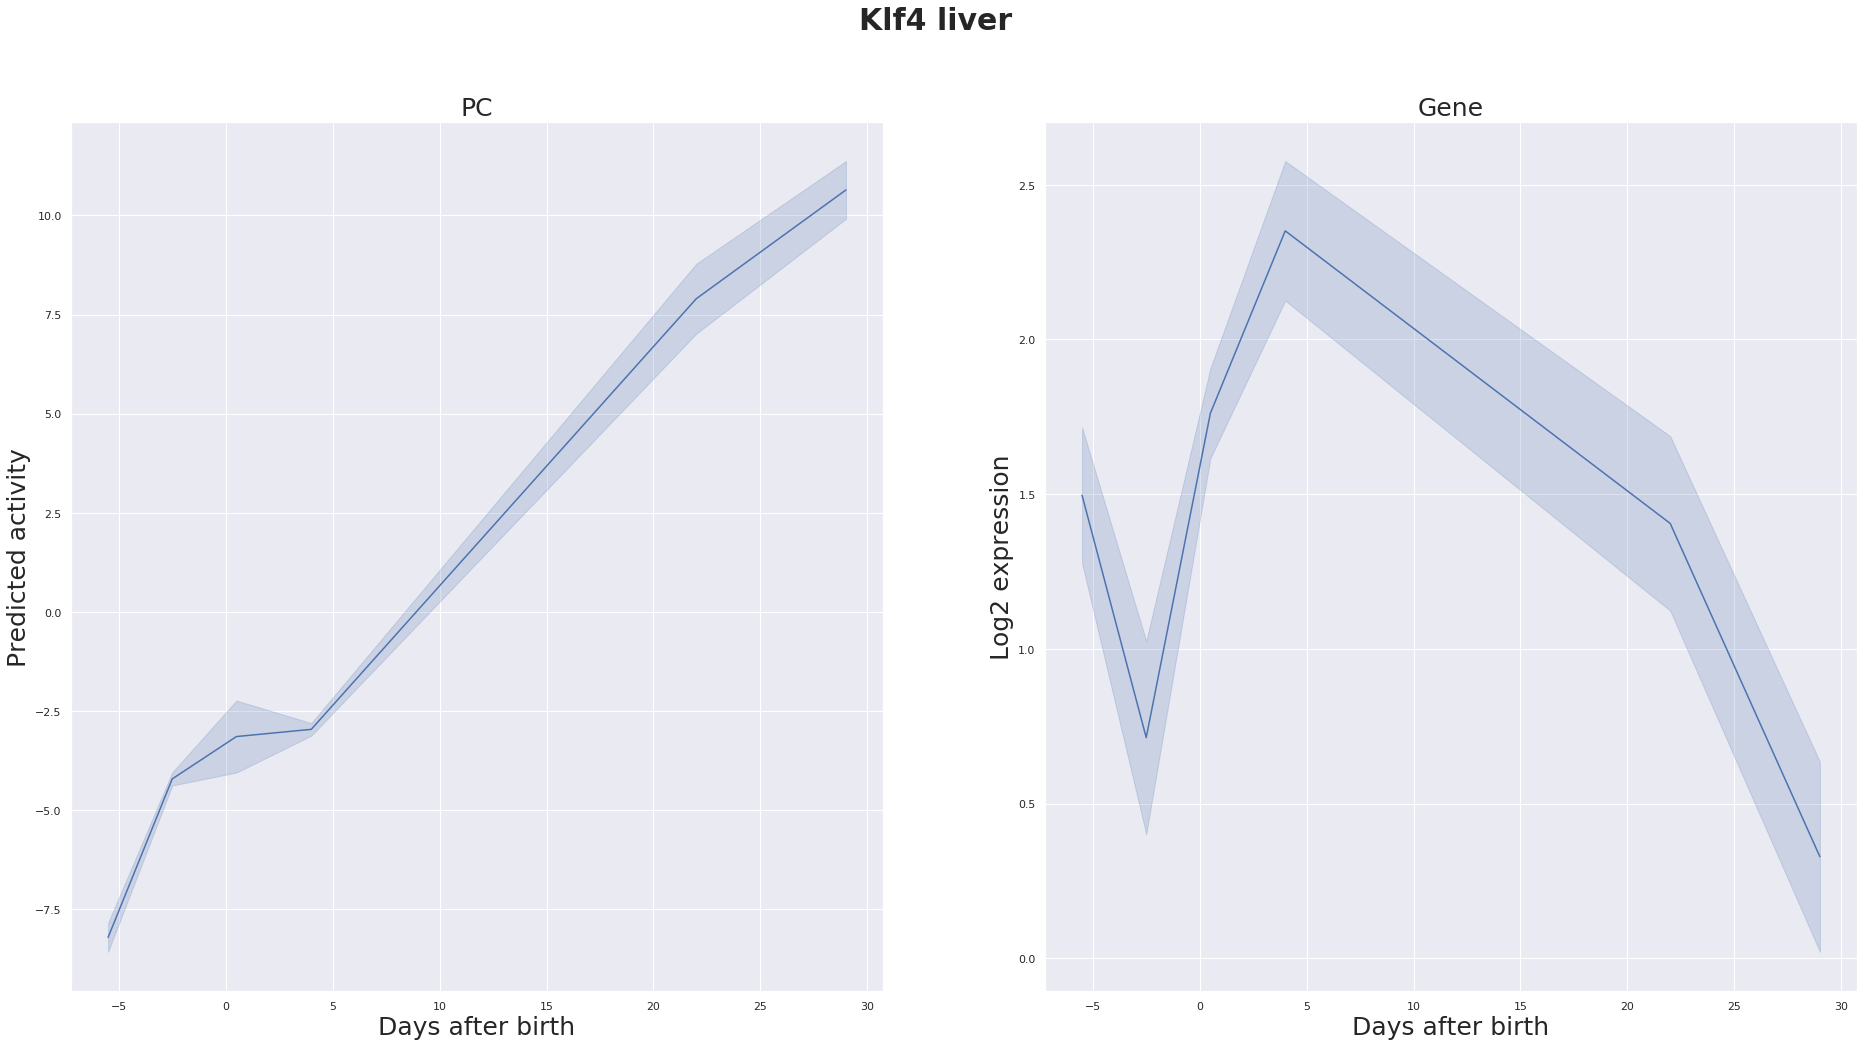 Klf4 liver
PC
Predicted activity
10.0
7.5
5.0
2.5
0.0
−2.5
−5.0
−7.5
−5 0 5 10 15 20 25 30
Days after birth
Gene
Log2 expression
2.5
2.0
1.5
1.0
0.5
0.0
−5 0 5 10 15 20 25 30
Days after birth